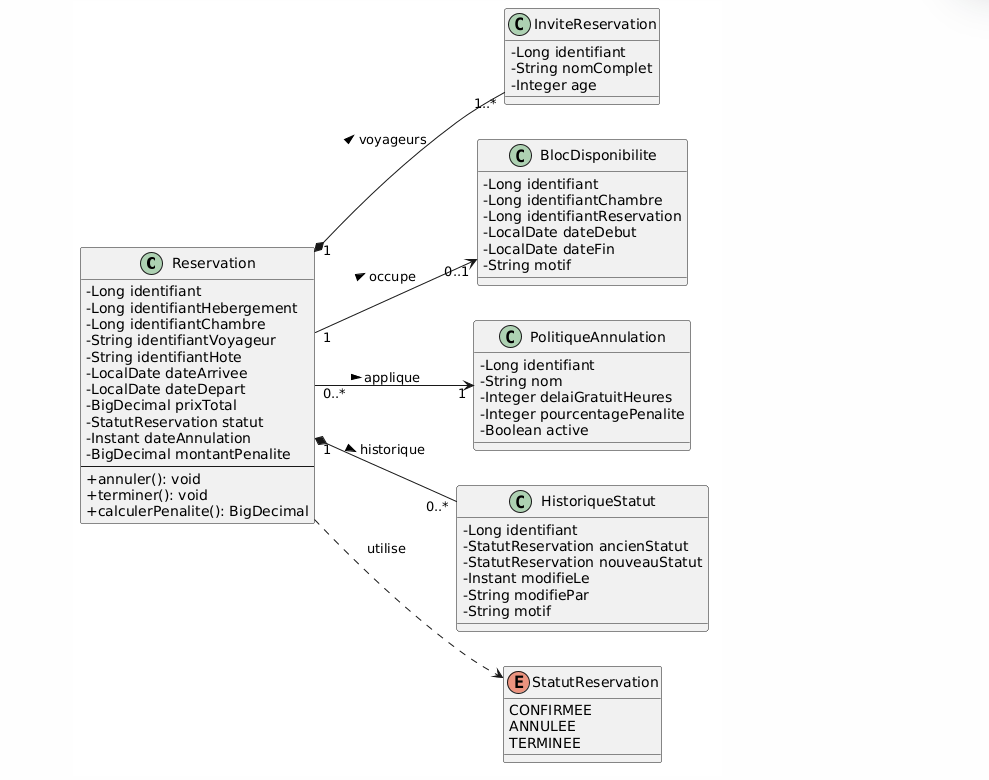 C InviteReservation
-Long identifiant
-String nomComplet
-Integer age
1..*
voyageurs
1
C BlocDisponibilite
-Long identifiant
-Long identifiantChambre
-Long identifiantReservation
-LocalDate dateDebut
-LocalDate dateFin
-String motif
0..1
occupe
1
C Reservation
-Long identifiant
-Long identifiantHebergement
-Long identifiantChambre
-String identifiantVoyageur
-String identifiantHote
-LocalDate dateArrivee
-LocalDate dateDepart
-BigDecimal prixTotal
-StatutReservation statut
-Instant dateAnnulation
-BigDecimal montantPenalite
+annuler(): void
+terminer(): void
+calculerPenalite(): BigDecimal
C PolitiqueAnnulation
-Long identifiant
-String nom
-Integer delaiGratuitHeures
-Integer pourcentagePenalite
-Boolean active
applique
0..*
1
1
historique
0..*
C HistoriqueStatut
-Long identifiant
-StatutReservation ancienStatut
-StatutReservation nouveauStatut
-Instant modifieLe
-String modifiePar
-String motif
utilise
E StatutReservation
CONFIRMEE
ANNULEE
TERMINEE